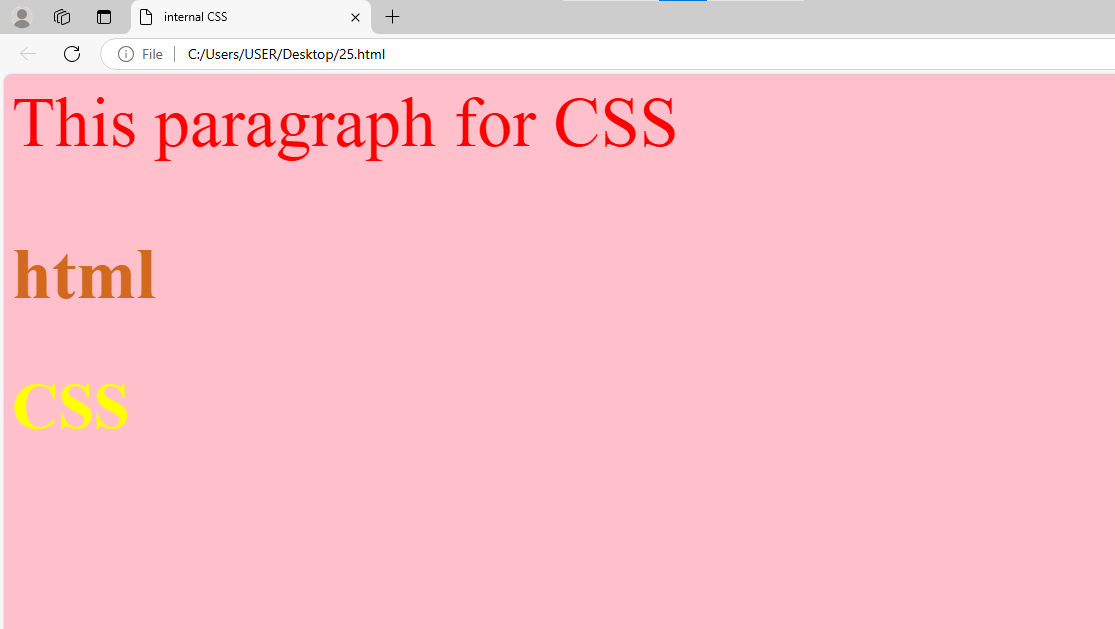 internal CSS
File
C:/Users/USER/Desktop/25.html
This paragraph for CSS
html
CSS